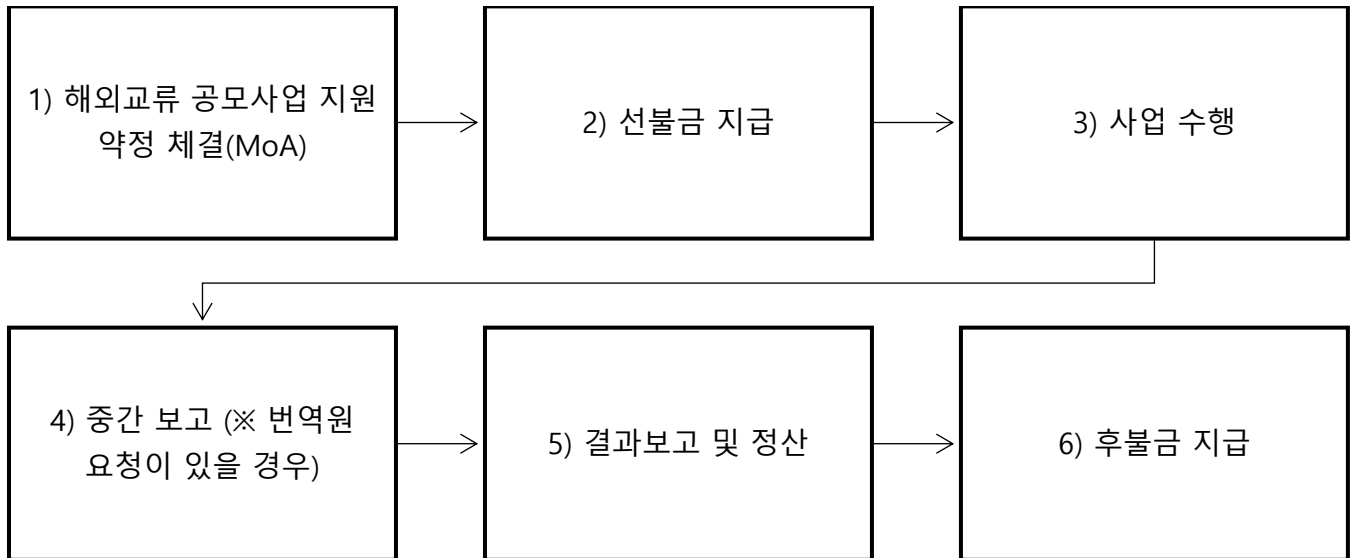 1) 해외교류 공모사업 지원
약정 체결(MoA)
2) 선불금 지급
3) 사업 수행
4) 중간 보고 (※ 번역원
요청이 있을 경우)
5) 결과보고 및 정산
6) 후불금 지급